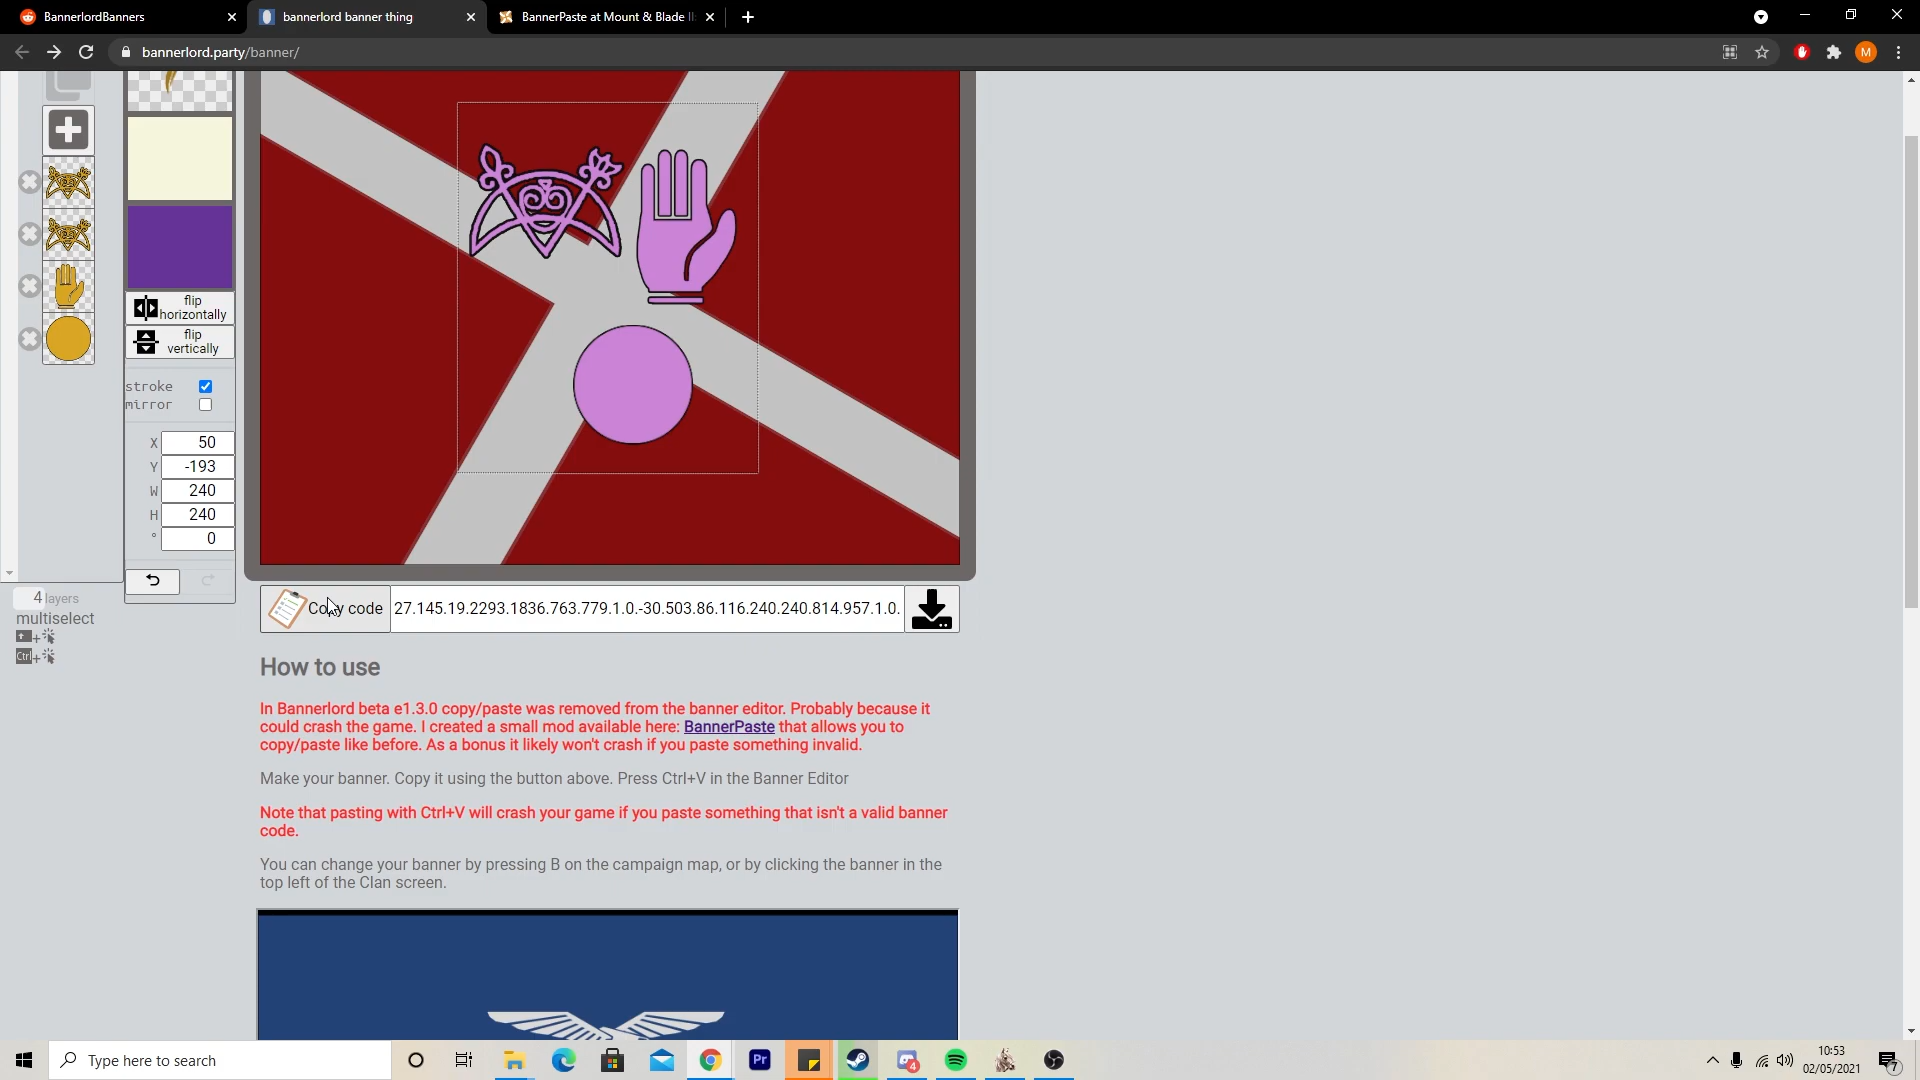 BannerlordBanners
bannerlord banner thing
BannerPaste at Mount & Blade II
bannerlord.party/banner/
M
flip
horizontally
flip
vertically
stroke
mirror
X 50
Y -193
W 240
H 240
° 0
4 layers
multiselect
+
Ctrl+
Copy code
27.145.19.2293.1836.763.779.1.0.-30.503.86.116.240.240.814.957.1.0.
How to use
In Bannerlord beta e1.3.0 copy/paste was removed from the banner editor. Probably because it
could crash the game. I created a small mod available here: BannerPaste that allows you to
copy/paste like before. As a bonus it likely won't crash if you paste something invalid.
Make your banner. Copy it using the button above. Press Ctrl+V in the Banner Editor
Note that pasting with Ctrl+V will crash your game if you paste something that isn't a valid banner
code.
You can change your banner by pressing B on the campaign map, or by clicking the banner in the
top left of the Clan screen.
Type here to search
Pr
4
10:53
02/05/2021
7